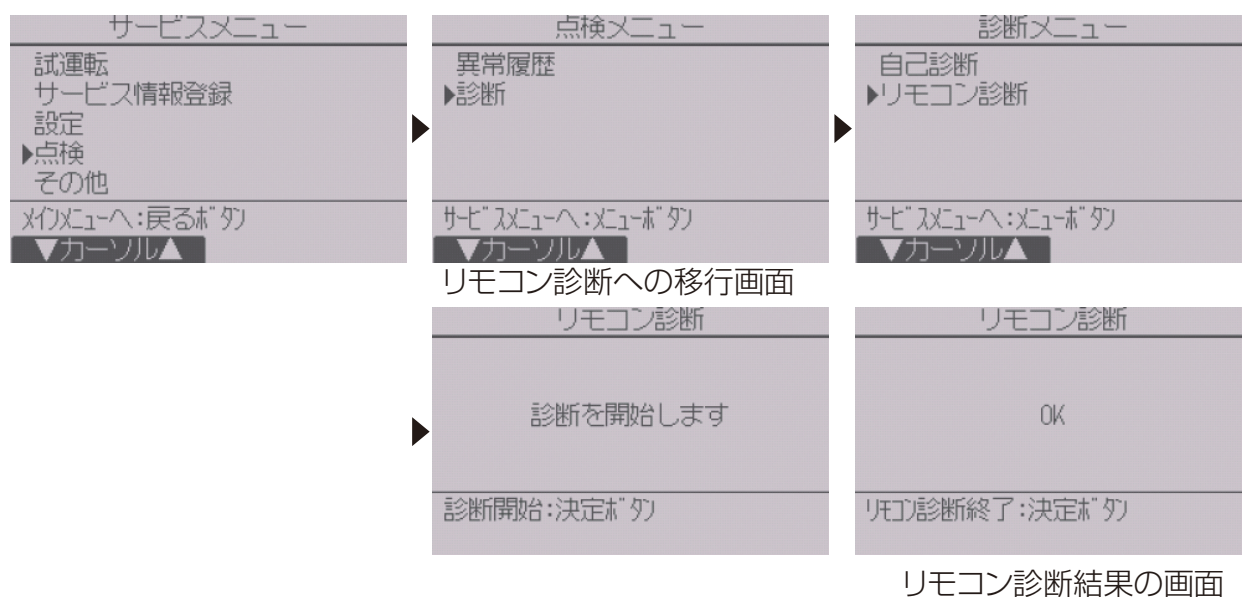 サービスメニュー
試運転
サービス情報登録
設定
▶点検
その他
ﾒｲﾝﾒﾆｭｰへ:戻るﾎﾞﾀﾝ
▼カーソル▲
点検メニュー
異常履歴
▶診断
ｻｰﾋﾞｽﾒﾆｭｰへ:ﾒﾆｭｰﾎﾞﾀﾝ
▼カーソル▲
診断メニュー
自己診断
▶リモコン診断
ｻｰﾋﾞｽﾒﾆｭｰへ:ﾒﾆｭｰﾎﾞﾀﾝ
▼カーソル▲
リモコン診断への移行画面
リモコン診断
診断を開始します
診断開始:決定ﾎﾞﾀﾝ
リモコン診断
OK
ﾘﾓｺﾝ診断終了:決定ﾎﾞﾀﾝ
リモコン診断結果の画面